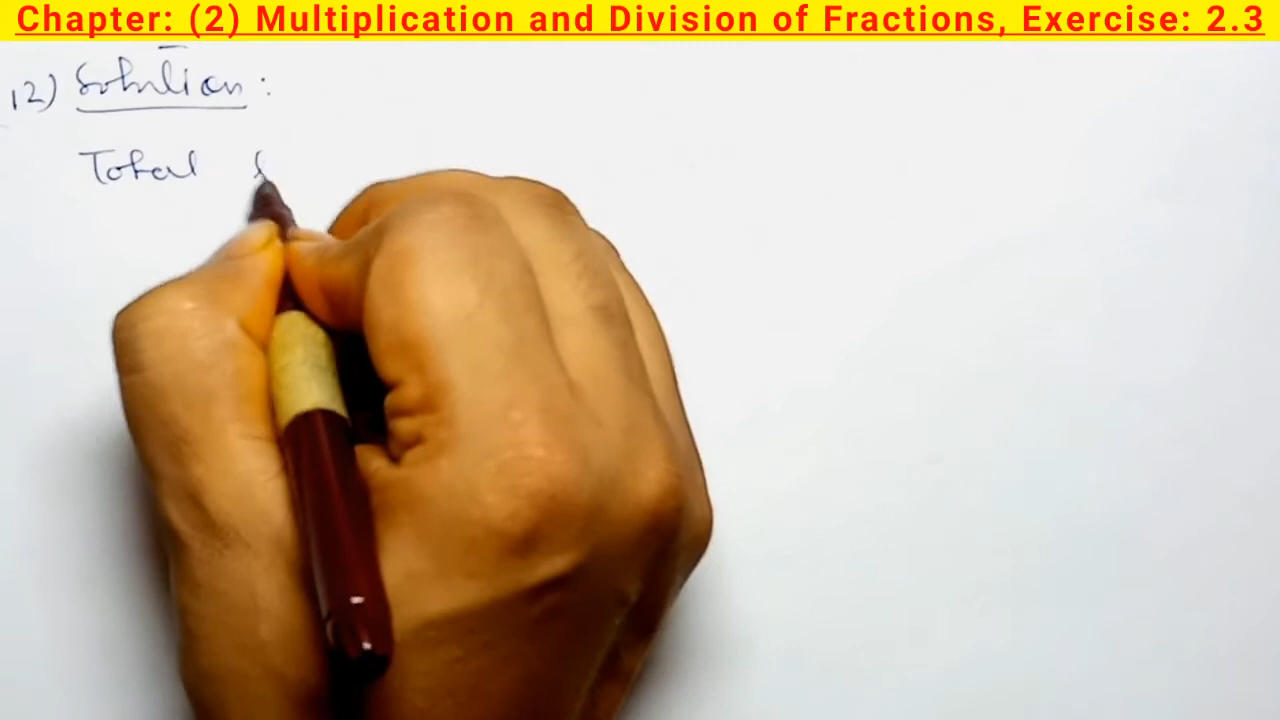 Chapter: (2) Multiplication and Division of Fractions, Exercise: 2.3
12) Solution :
Total